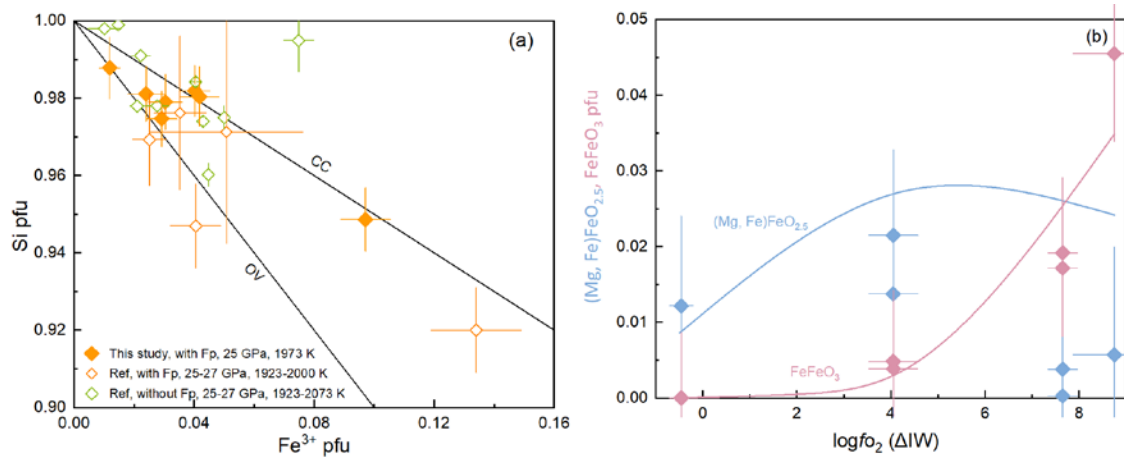 (a)
1.00
0.98
0.96
0.94
0.92
0.90
Si pfu
CC
OV
This study, with Fp, 25 GPa, 1973 K
Ref, with Fp, 25-27 GPa, 1923-2000 K
Ref, without Fp, 25-27 GPa, 1923-2073 K
0.00 0.04 0.08 0.12 0.16
Fe³⁺ pfu
(b)
0.05
0.04
0.03
0.02
0.01
0.00
(Mg, Fe)FeO₂.₅, FeFeO₃ pfu
(Mg, Fe)FeO₂.₅
FeFeO₃
0 2 4 6 8
logfo₂ (ΔIW)